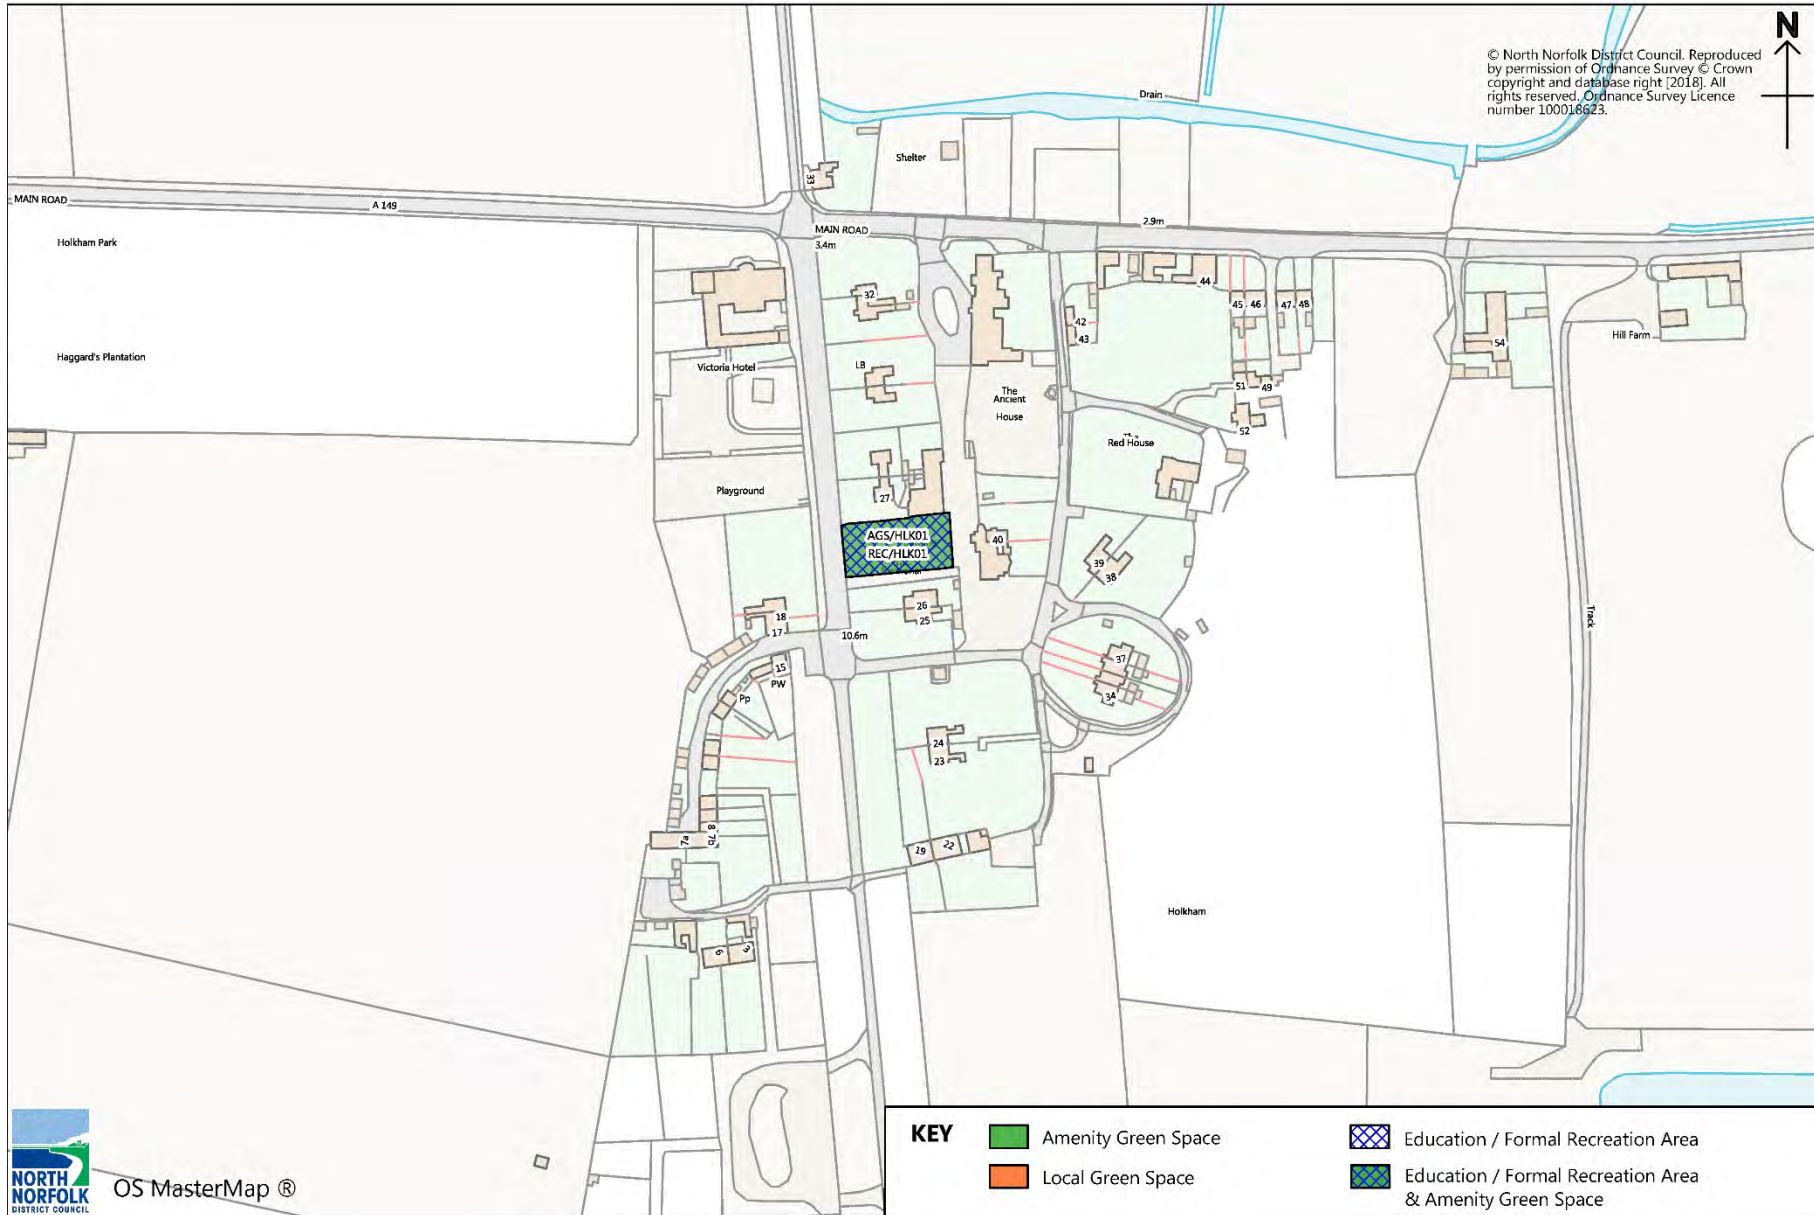 N
© North Norfolk District Council. Reproduced
by permission of Ordnance Survey © Crown
copyright and database right [2018]. All
rights reserved. Ordnance Survey Licence
number 100018623.
Drain
Shelter
33
MAIN ROAD
A 149
2.9m
MAIN ROAD
3.4m
Holkham Park
44
32
45
46
47
48
42
43
54
Hill Farm
Haggard's Plantation
Victoria Hotel
LB
The
Ancient
House
51
49
52
Red House
Playground
27
AGS/HLK01
REC/HLK01
40
39
38
26
25
18
17
10.6m
Track
37
34
15
PW
Pp
24
23
8
7b
7a
19
22
Holkham
6
3
KEY
Amenity Green Space
Local Green Space
Education / Formal Recreation Area
Education / Formal Recreation Area
& Amenity Green Space
NORTH
NORFOLK
DISTRICT COUNCIL
OS MasterMap ®